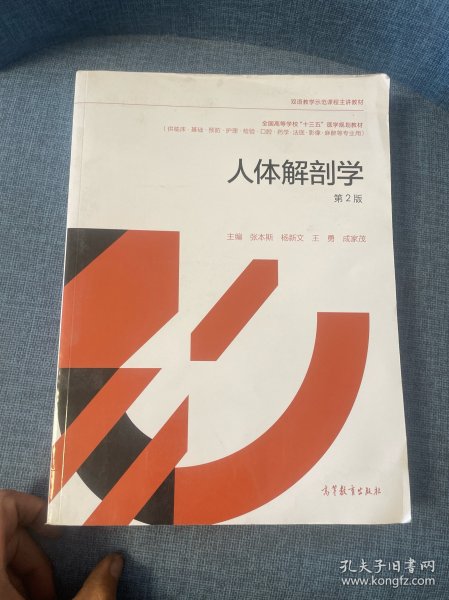 双语教学示范课程主讲教材
全国高等学校“十三五”医学规划教材
（供临床·基础·预防·护理·检验·口腔·药学·法医·影像·麻醉等专业用）
人体解剖学
第2版
主编 张本斯 杨新文 王 勇 成家茂
高等教育出版社
孔夫子旧书网
www.kongfz.com